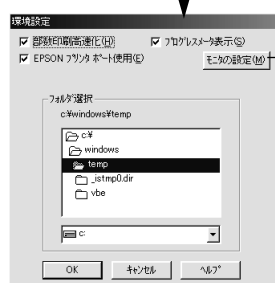 環境設定
部数印刷高速化(H)
プログレスメータ表示(S)
EPSON プリンタ ポート使用(E)
モニタの設定(M)
フォルダ選択
c:¥windows¥temp
c:¥
windows
temp
_istmp0.dir
vbe
c:
OK
キャンセル
ヘルプ